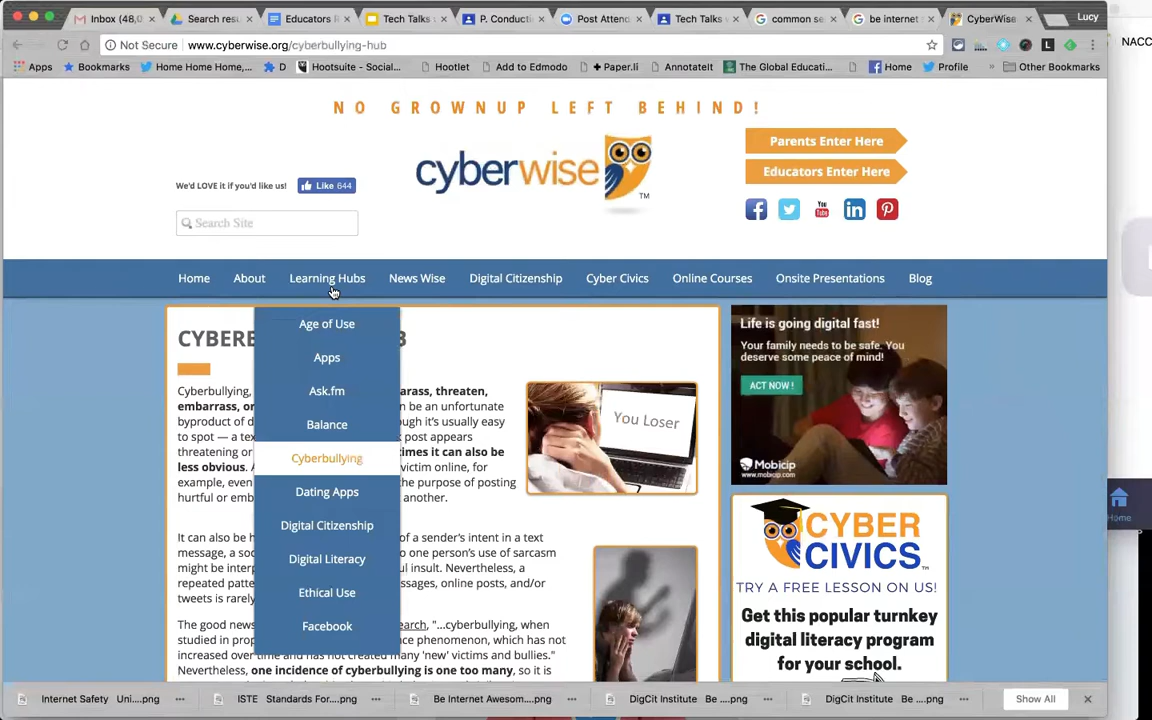 Inbox (48,0
Search resu
Educators R
Tech Talks
P. Conducti
Post Attend
Tech Talks
common se
be internet
CyberWise
Lucy
Not Secure
www.cyberwise.org/cyberbullying-hub
Apps
Bookmarks
Home Home Home,...
D
Hootsuite - Social...
Hootlet
Add to Edmodo
+ Paper.li
AnnotateIt
The Global Educati...
Home
Profile
»
Other Bookmarks
NACC
NO GROWNUP LEFT BEHIND!
We'd LOVE it if you'd like us!
Like 644
Search Site
cyberwise
TM
Parents Enter Here
Educators Enter Here
You Tube
Home
About
Learning Hubs
News Wise
Digital Citizenship
Cyber Civics
Online Courses
Onsite Presentations
Blog
Age of Use
Apps
Ask.fm
Balance
Cyberbullying
Dating Apps
Digital Citizenship
Digital Literacy
Ethical Use
Facebook
CYBERB
B
Cyberbullying,
arass, threaten,
embarrass, or
n be an unfortunate
byproduct of d
ough it's usually easy
to spot — a tex
post appears
threatening
times it can also be
less obvious. A
victim online, for
example, even
the purpose of posting
hurtful or emb
another.
It can also be h
of a sender's intent in a text
message, a soc
o one person's use of sarcasm
might be interp
ful insult. Nevertheless, a
repeated patte
ssages, online posts, and/or
tweets is rarely
The good news
earch, "...cyberbullying, when
studied in prop
nce phenomenon, which has not
increased over time and has not created many 'new' victims and bullies."
Nevertheless, one incidence of cyberbullying is one too many, so it is
You Loser
Life is going digital fast!
Your family needs to be safe. You
deserve some peace of mind!
ACT NOW !
Mobicip
www.mobicip.com
CYBER
CIVICS
TM
TRY A FREE LESSON ON US!
Get this popular turnkey
digital literacy program
for your school.
Home
Internet Safety Uni....png
ISTE Standards For....png
Be Internet Awesom....png
DigCit Institute Be ....png
DigCit Institute Be ....png
Show All